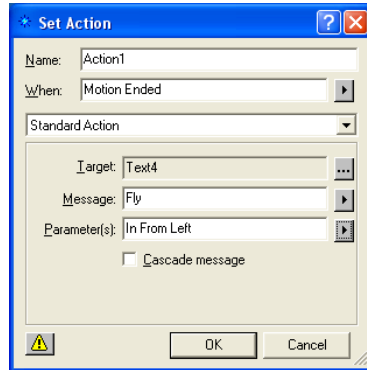 Set Action
Name: Action1
When: Motion Ended
Standard Action
Target: Text4
...
Message: Fly
Parameter(s): In From Left
Cascade message
OK Cancel